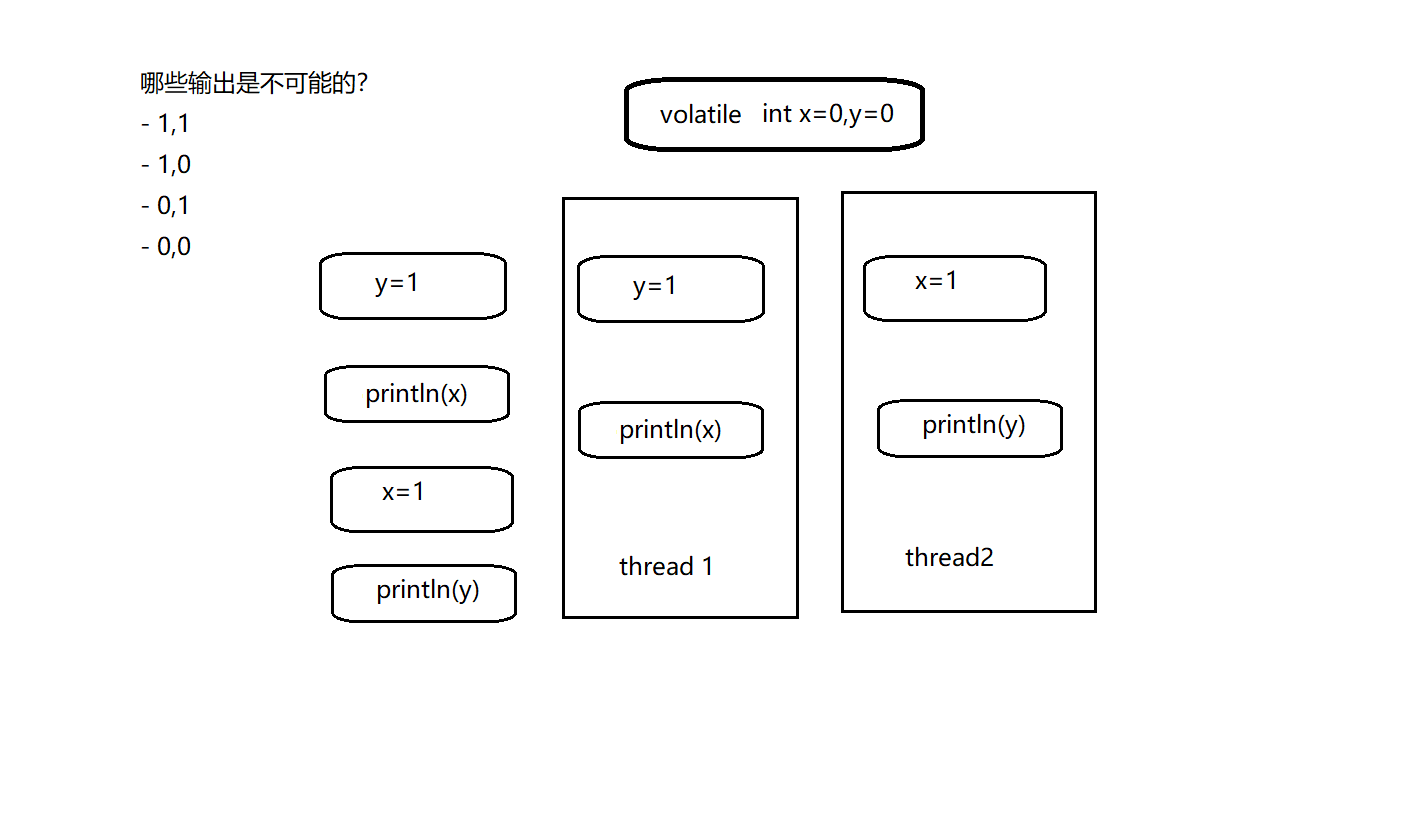 哪些输出是不可能的？
- 1,1
- 1,0
- 0,1
- 0,0
volatile   int x=0,y=0
y=1
println(x)
x=1
println(y)
y=1
println(x)
thread 1
x=1
println(y)
thread2